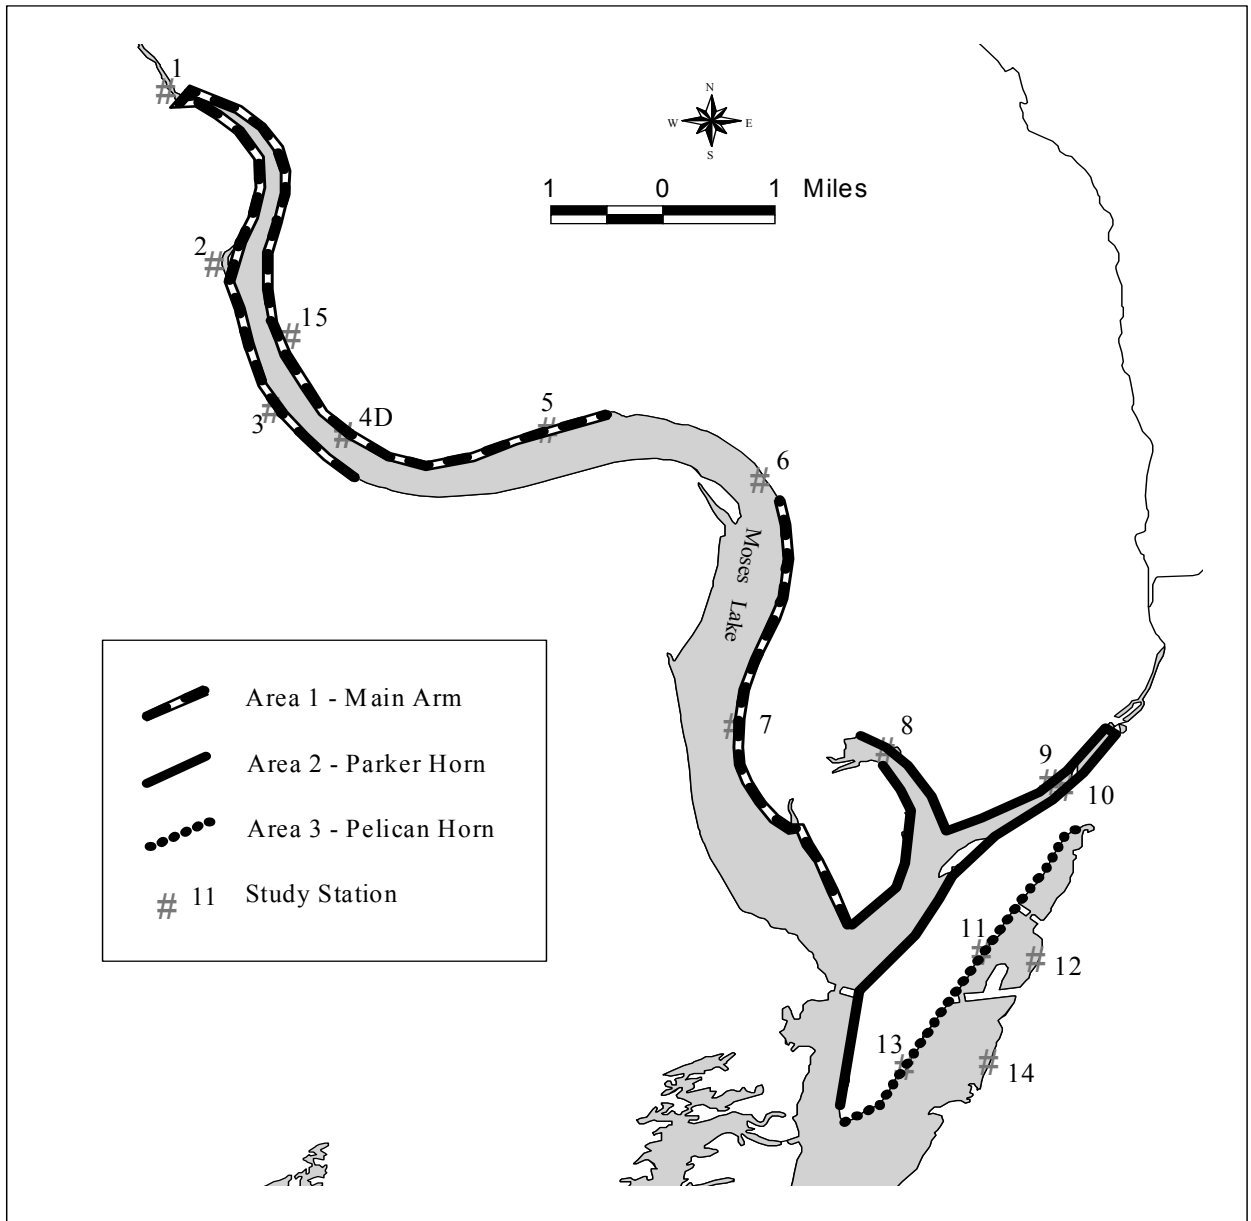 1
N
W E
S
1 0 1 Miles
2
15
3
4D
5
6
Moses Lake
Area 1 - Main Arm
Area 2 - Parker Horn
Area 3 - Pelican Horn
# 11 Study Station
7
8
9
10
11
12
13
14